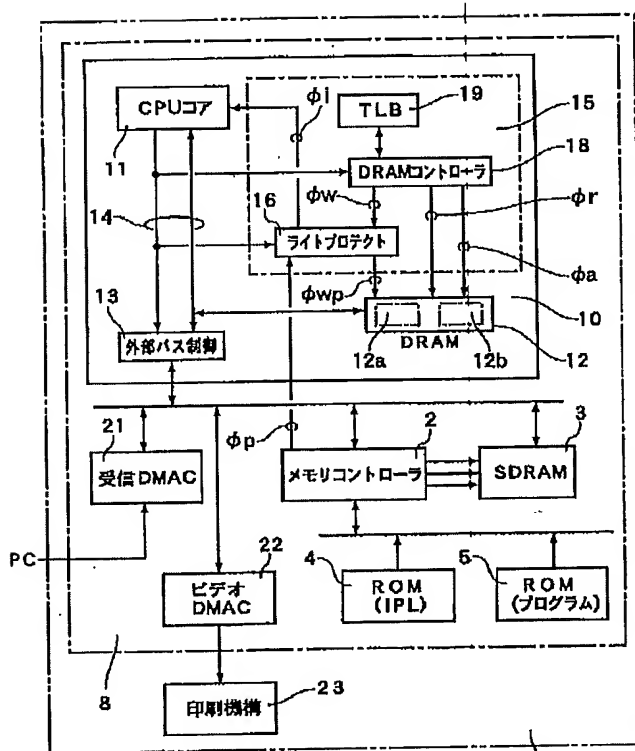 CPUコア
11
φi
TLB
19
15
18
DRAMコントローラ
φw
φr
14
16
ライトプロテクト
φwp
φa
13
外部バス制御
12a
12b
DRAM
10
12
φp
21
受信DMAC
2
メモリコントローラ
3
SDRAM
PC
22
ビデオ
DMAC
4
ROM
(IPL)
5
ROM
(プログラム)
8
印刷機構
23